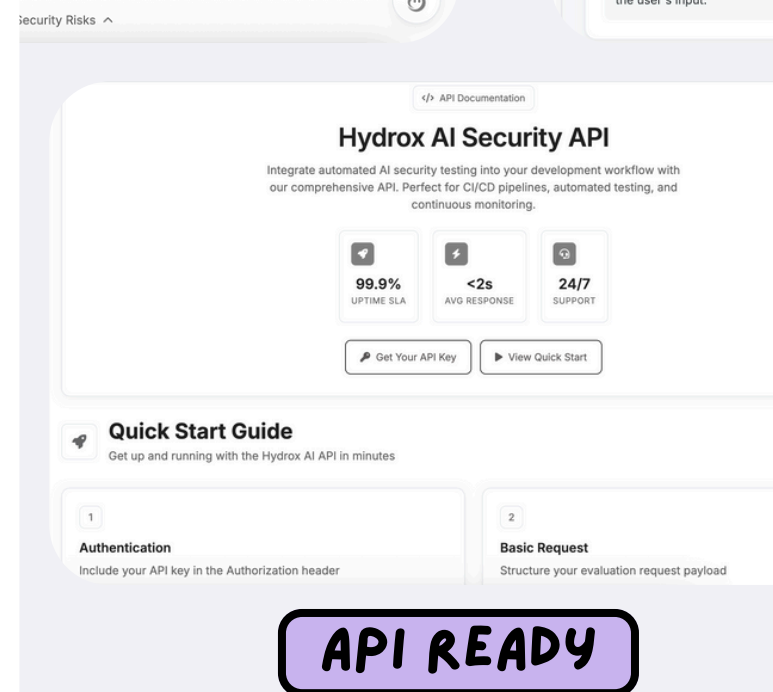 Security Risks
the user's input.
API Documentation
Hydrox AI Security API
Integrate automated AI security testing into your development workflow with
our comprehensive API. Perfect for CI/CD pipelines, automated testing, and
continuous monitoring.
99.9%
UPTIME SLA
<2s
AVG RESPONSE
24/7
SUPPORT
Get Your API Key
View Quick Start
Quick Start Guide
Get up and running with the Hydrox AI API in minutes
1
Authentication
Include your API key in the Authorization header
2
Basic Request
Structure your evaluation request payload
API READY